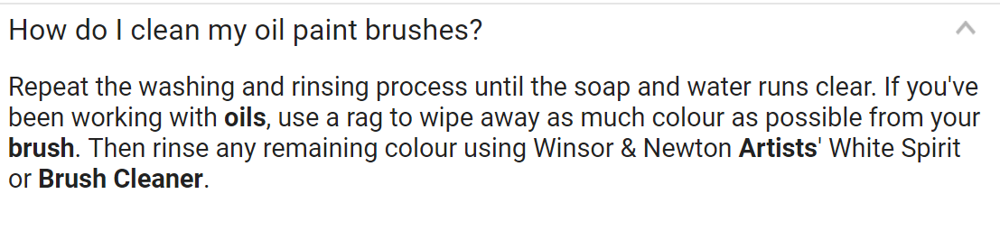 How do I clean my oil paint brushes?
Repeat the washing and rinsing process until the soap and water runs clear. If you've
been working with oils, use a rag to wipe away as much colour as possible from your
brush. Then rinse any remaining colour using Winsor & Newton Artists' White Spirit
or Brush Cleaner.